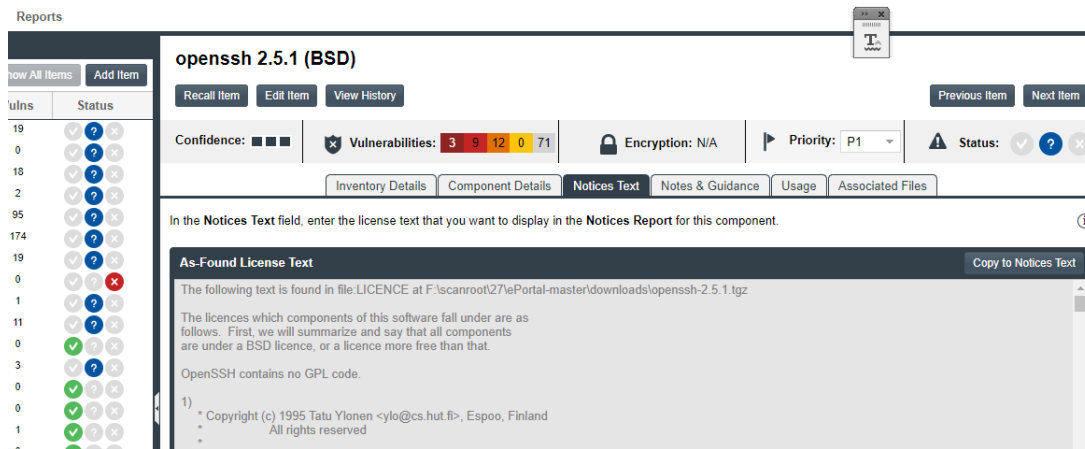 Reports
openssh 2.5.1 (BSD)
how All Items Add Item
Recall Item Edit Item View History Previous Item Next Item
Vulns Status
Confidence: Vulnerabilities: 3 9 12 0 71 Encryption: N/A Priority: P1 Status:
19
0
18
2
95
174
19
0
1
11
0
3
0
0
1
Inventory Details Component Details Notices Text Notes & Guidance Usage Associated Files
In the Notices Text field, enter the license text that you want to display in the Notices Report for this component.
As-Found License Text Copy to Notices Text
The following text is found in file:LICENCE at F:\scanroot\27\ePortal-master\downloads\openssh-2.5.1.tgz
The licences which components of this software fall under are as
follows. First, we will summarize and say that all components
are under a BSD licence, or a licence more free than that.
OpenSSH contains no GPL code.
1)
* Copyright (c) 1995 Tatu Ylonen <ylo@cs.hut.fi>, Espoo, Finland
* All rights reserved
*